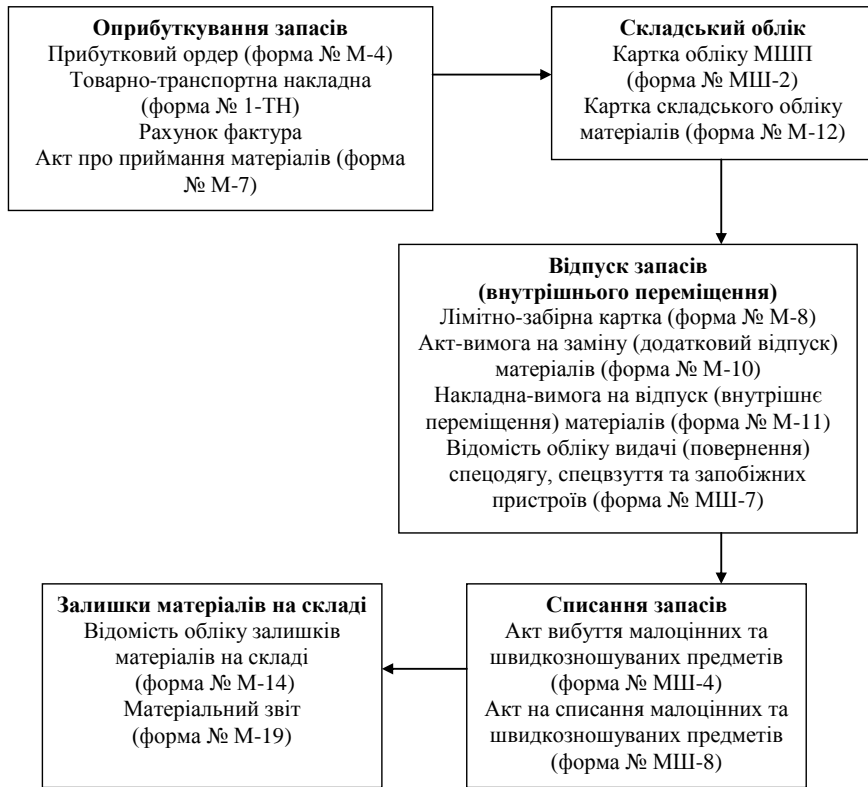 Оприбуткування запасів
Прибутковий ордер (форма № М-4)
Товарно-транспортна накладна
(форма № 1-ТН)
Рахунок фактура
Акт про приймання матеріалів (форма
№ М-7)
Складський облік
Картка обліку МШП
(форма № МШ-2)
Картка складського обліку
матеріалів (форма № М-12)
Відпуск запасів
(внутрішнього переміщення)
Лімітно-забірна картка (форма № М-8)
Акт-вимога на заміну (додатковий відпуск)
матеріалів (форма № М-10)
Накладна-вимога на відпуск (внутрішнє
переміщення) матеріалів (форма № М-11)
Відомість обліку видачі (повернення)
спецодягу, спецвзуття та запобіжних
пристроїв (форма № МШ-7)
Списання запасів
Акт вибуття малоцінних та
швидкозношуваних предметів
(форма № МШ-4)
Акт на списання малоцінних та
швидкозношуваних предметів
(форма № МШ-8)
Залишки матеріалів на складі
Відомість обліку залишків
матеріалів на складі
(форма № М-14)
Матеріальний звіт
(форма № М-19)